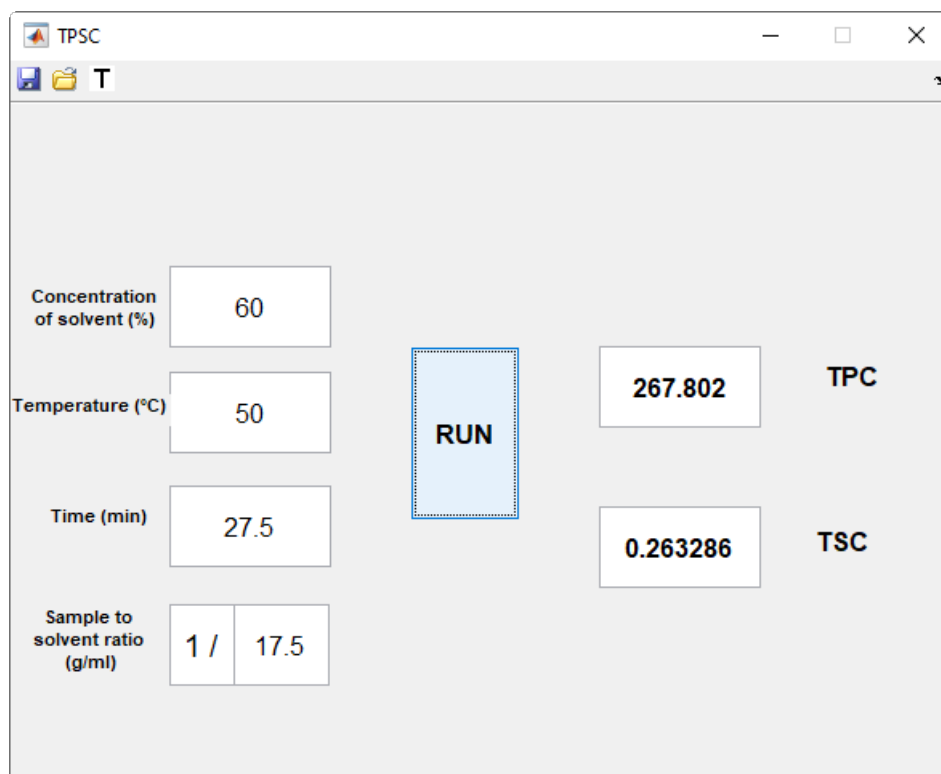 TPSC
T
Concentration
of solvent (%)
60
Temperature (ºC)
50
Time (min)
27.5
Sample to
solvent ratio
(g/ml)
1 /
17.5
RUN
267.802
TPC
0.263286
TSC